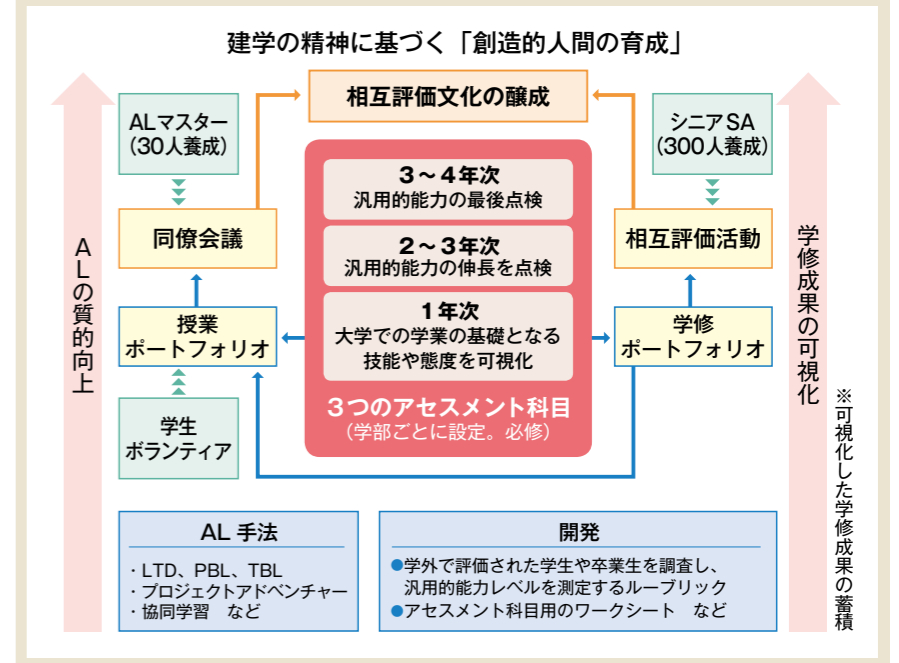 建学の精神に基づく「創造的人間の育成」
相互評価文化の醸成
ALマスター
（30人養成）
シニアSA
（300人養成）
3～4年次
汎用的能力の最後点検
同僚会議
相互評価活動
2～3年次
汎用的能力の伸長を点検
1年次
大学での学業の基礎となる
技能や態度を可視化
授業
ポートフォリオ
学修
ポートフォリオ
3つのアセスメント科目
（学部ごとに設定。必修）
学生
ボランティア
ALの質的向上
学修成果の可視化
※可視化した学修成果の蓄積
AL 手法
・LTD、PBL、TBL
・プロジェクトアドベンチャー
・協同学習　など
開発
●学外で評価された学生や卒業生を調査し、
汎用的能力レベルを測定するルーブリック
●アセスメント科目用のワークシート　など